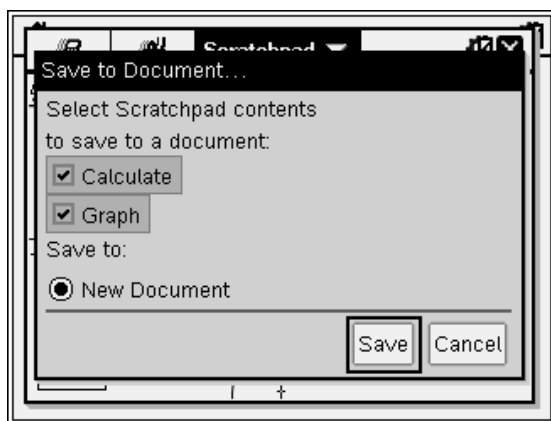 Scratchpad
Save to Document...
Select Scratchpad contents
to save to a document:
Calculate
Graph
Save to:
New Document
Save
Cancel